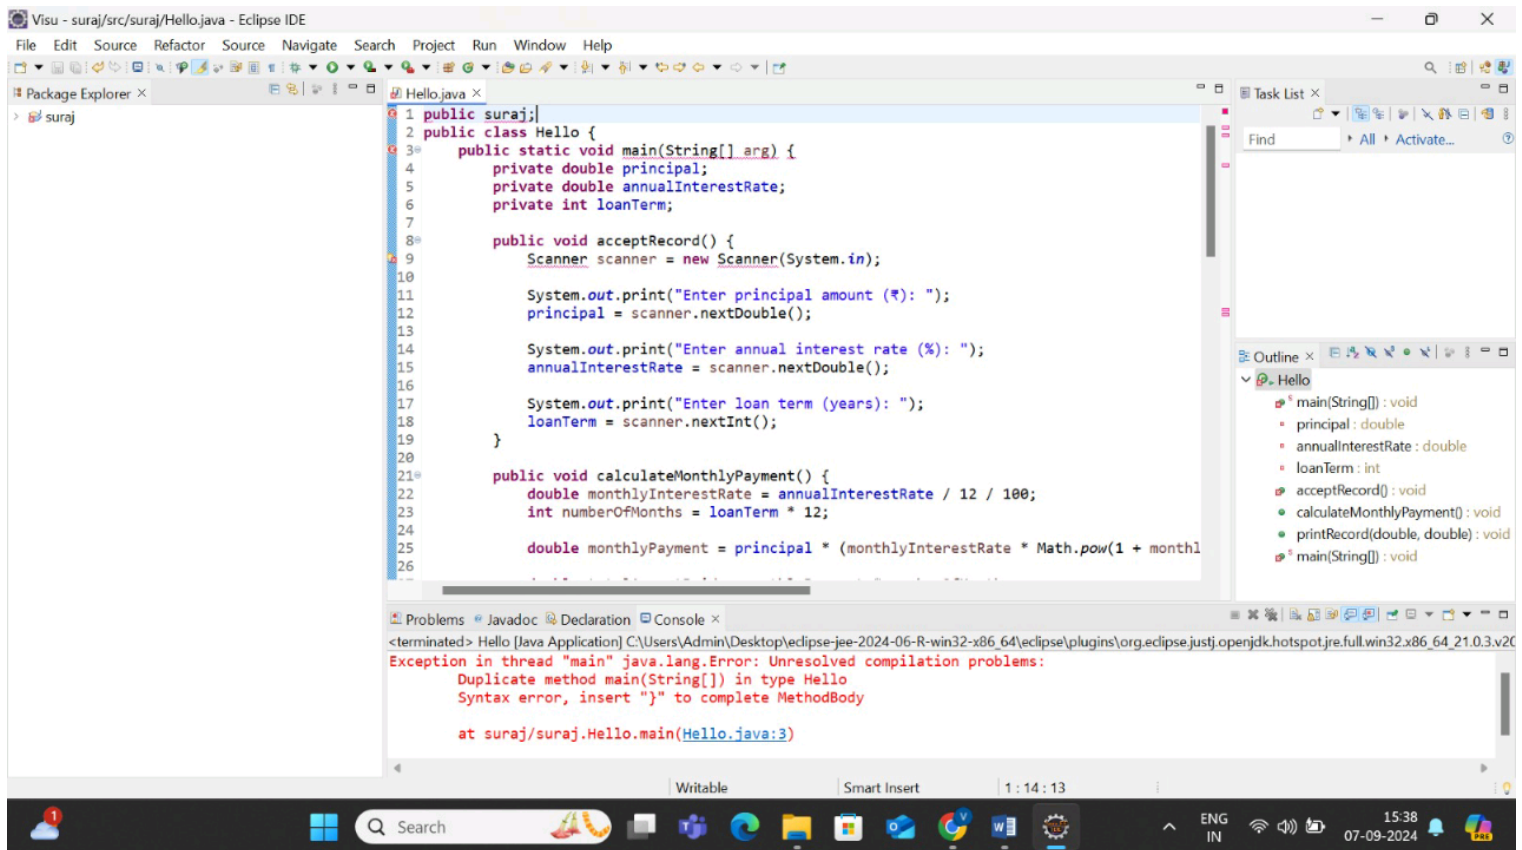 Visu - suraj/src/suraj/Hello.java - Eclipse IDE
File Edit Source Refactor Source Navigate Search Project Run Window Help
Package Explorer
suraj
Hello.java
1 public suraj;
2 public class Hello {
3 public static void main(String[] arg) {
4 private double principal;
5 private double annualInterestRate;
6 private int loanTerm;
7
8 public void acceptRecord() {
9 Scanner scanner = new Scanner(System.in);
10
11 System.out.print("Enter principal amount (₹): ");
12 principal = scanner.nextDouble();
13
14 System.out.print("Enter annual interest rate (%): ");
15 annualInterestRate = scanner.nextDouble();
16
17 System.out.print("Enter loan term (years): ");
18 loanTerm = scanner.nextInt();
19 }
20
21 public void calculateMonthlyPayment() {
22 double monthlyInterestRate = annualInterestRate / 12 / 100;
23 int numberOfMonths = loanTerm * 12;
24
25 double monthlyPayment = principal * (monthlyInterestRate * Math.pow(1 + monthl
26
Task List
Find All Activate...
Outline
Hello
main(String[]) : void
principal : double
annualInterestRate : double
loanTerm : int
acceptRecord() : void
calculateMonthlyPayment() : void
printRecord(double, double) : void
main(String[]) : void
Problems Javadoc Declaration Console
<terminated> Hello [Java Application] C:\Users\Admin\Desktop\eclipse-jee-2024-06-R-win32-x86_64\eclipse\plugins\org.eclipse.justj.openjdk.hotspot.jre.full.win32.x86_64_21.0.3.v20
Exception in thread "main" java.lang.Error: Unresolved compilation problems:
Duplicate method main(String[]) in type Hello
Syntax error, insert "}" to complete MethodBody
at suraj/suraj.Hello.main(Hello.java:3)
Writable Smart Insert 1 : 14 : 13
1
Search
ENG
IN
15:38
07-09-2024
PRE